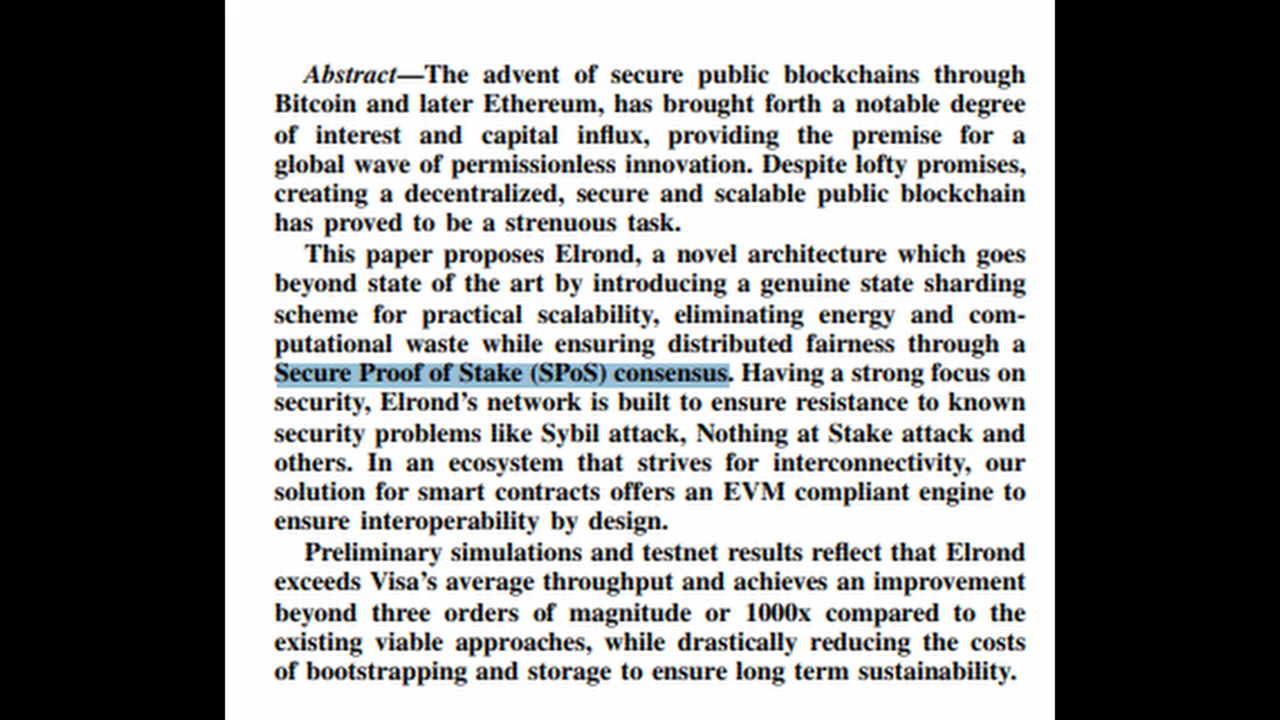 Abstract—The advent of secure public blockchains through
Bitcoin and later Ethereum, has brought forth a notable degree
of interest and capital influx, providing the premise for a
global wave of permissionless innovation. Despite lofty promises,
creating a decentralized, secure and scalable public blockchain
has proved to be a strenuous task.
This paper proposes Elrond, a novel architecture which goes
beyond state of the art by introducing a genuine state sharding
scheme for practical scalability, eliminating energy and com-
putational waste while ensuring distributed fairness through a
Secure Proof of Stake (SPoS) consensus. Having a strong focus on
security, Elrond’s network is built to ensure resistance to known
security problems like Sybil attack, Nothing at Stake attack and
others. In an ecosystem that strives for interconnectivity, our
solution for smart contracts offers an EVM compliant engine to
ensure interoperability by design.
Preliminary simulations and testnet results reflect that Elrond
exceeds Visa’s average throughput and achieves an improvement
beyond three orders of magnitude or 1000x compared to the
existing viable approaches, while drastically reducing the costs
of bootstrapping and storage to ensure long term sustainability.